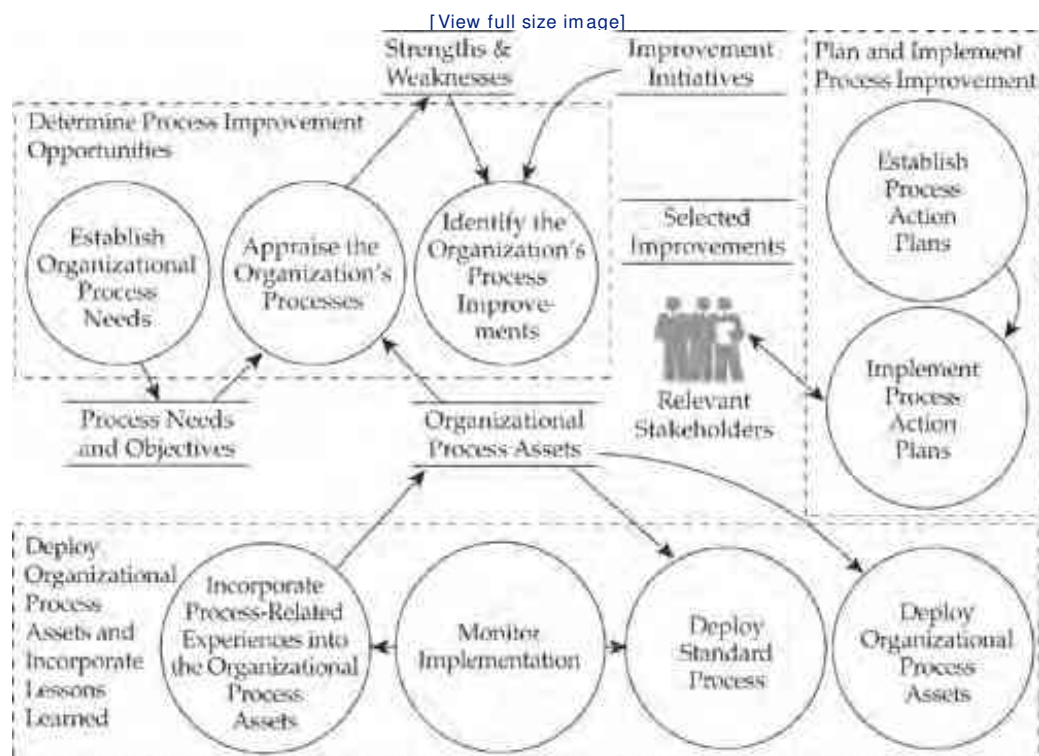 [View full size image]
Strengths &
Weaknesses
Improvement
Initiatives
Plan and Implement
Process Improvement
Determine Process Improvement
Opportunities
Establish
Organizational
Process
Needs
Appraise the
Organization's
Processes
Identify the
Organization's
Process
Improve-
ments
Selected
Improvements
Establish
Process
Action
Plans
Relevant
Stakeholders
Implement
Process
Action
Plans
Process Needs
and Objectives
Organizational
Process Assets
Deploy
Organizational
Process
Assets and
Incorporate
Lessons
Learned
Incorporate
Process-Related
Experiences into
the Organizational
Process
Assets
Monitor
Implementation
Deploy
Standard
Process
Deploy
Organizational
Process
Assets